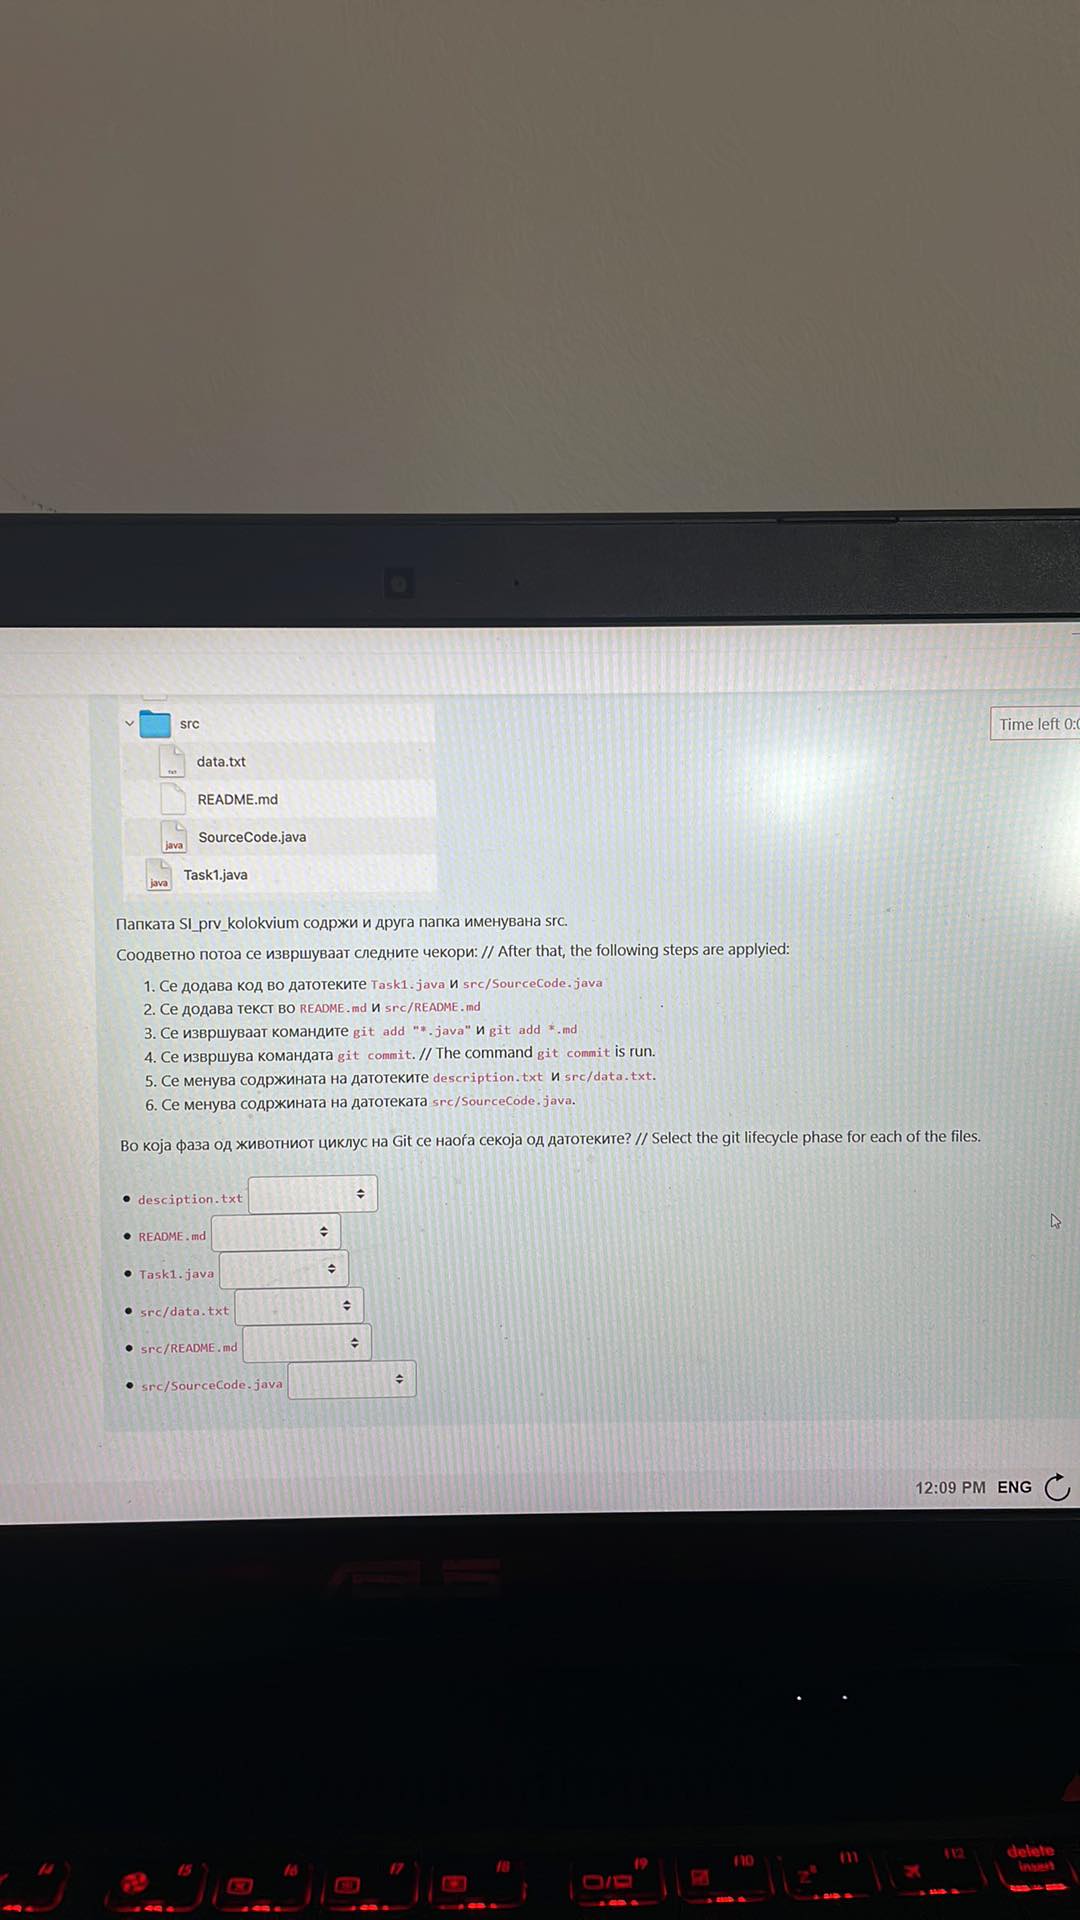 src
Time left 0:0
data.txt
txt
README.md
SourceCode.java
java
Task1.java
java
Папката SI_prv_kolokvium содржи и друга папка именувана src.
Соодветно потоа се извршуваат следните чекори: // After that, the following steps are applyied:
1. Се додава код во датотеките Task1.java И src/SourceCode.java
2. Се додава текст во README.md И src/README.md
3. Се извршуваат командите git add "*.java" И git add *.md
4. Се извршува командата git commit. // The command git commit is run.
5. Се менува содржината на датотеките description.txt И src/data.txt.
6. Се менува содржината на датотеката src/SourceCode.java.
Во која фаза од животниот циклус на Git се наоѓа секоја од датотеките? // Select the git lifecycle phase for each of the files.
desciption.txt
README.md
Task1.java
src/data.txt
src/README.md
src/SourceCode.java
12:09 PM ENG
f4 f5 f6 f7 f8 f9 f10 f11 f12 delete
insert